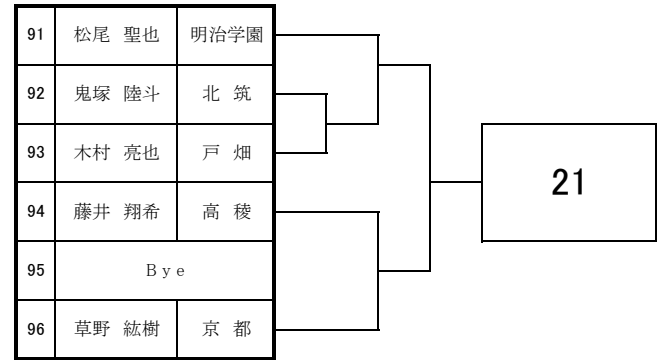 91 松尾 聖也 明治学園
92 鬼塚 陸斗 北 筑
93 木村 亮也 戸 畑
94 藤井 翔希 高 稜
95 Bye
96 草野 紘樹 京 都
21